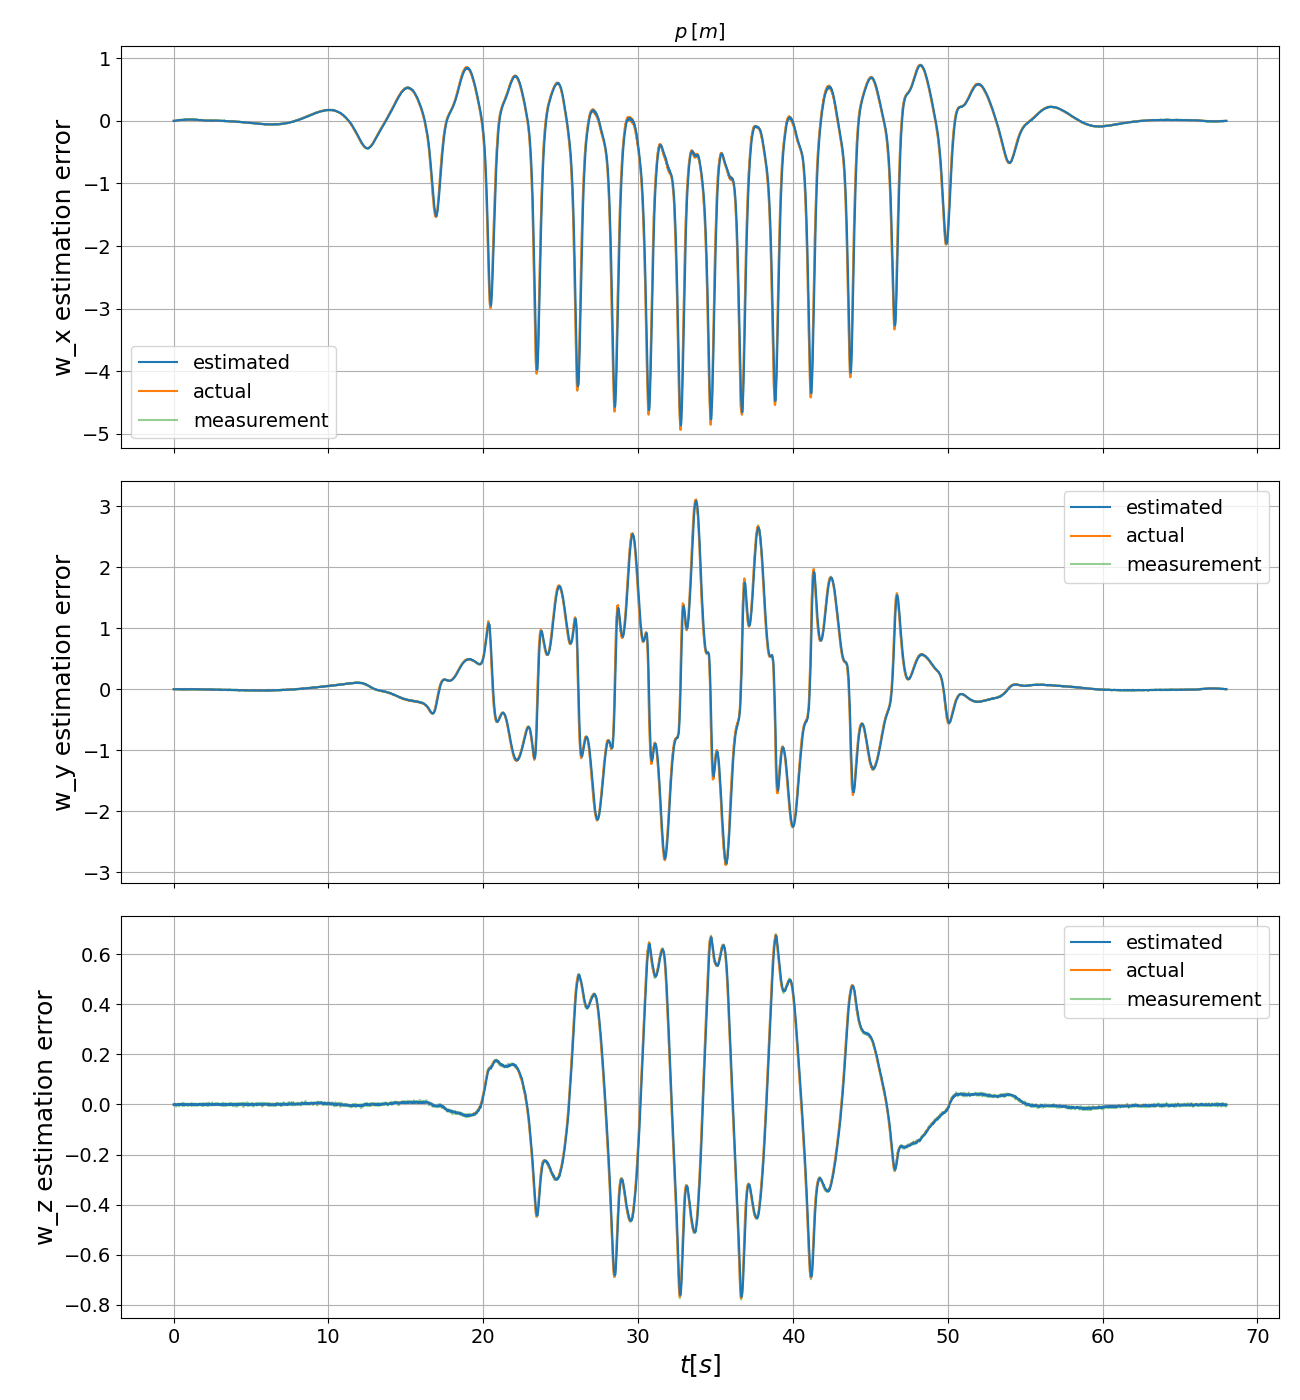 p [m]
1
0
−1
−2
−3
−4
−5
w_x estimation error
estimated
actual
measurement
3
2
1
0
−1
−2
−3
w_y estimation error
estimated
actual
measurement
0.6
0.4
0.2
0.0
−0.2
−0.4
−0.6
−0.8
w_z estimation error
estimated
actual
measurement
0 10 20 30 40 50 60 70
t[s]